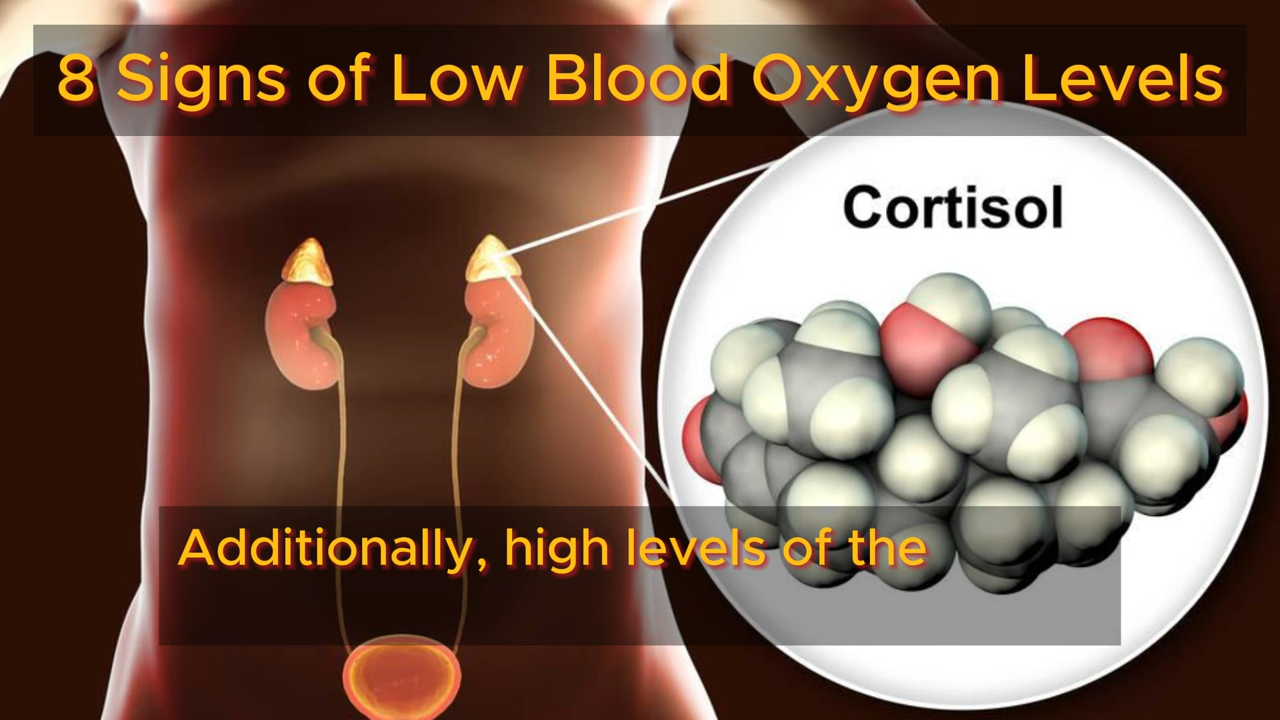 8 Signs of Low Blood Oxygen Levels
Cortisol
Additionally, high levels of the